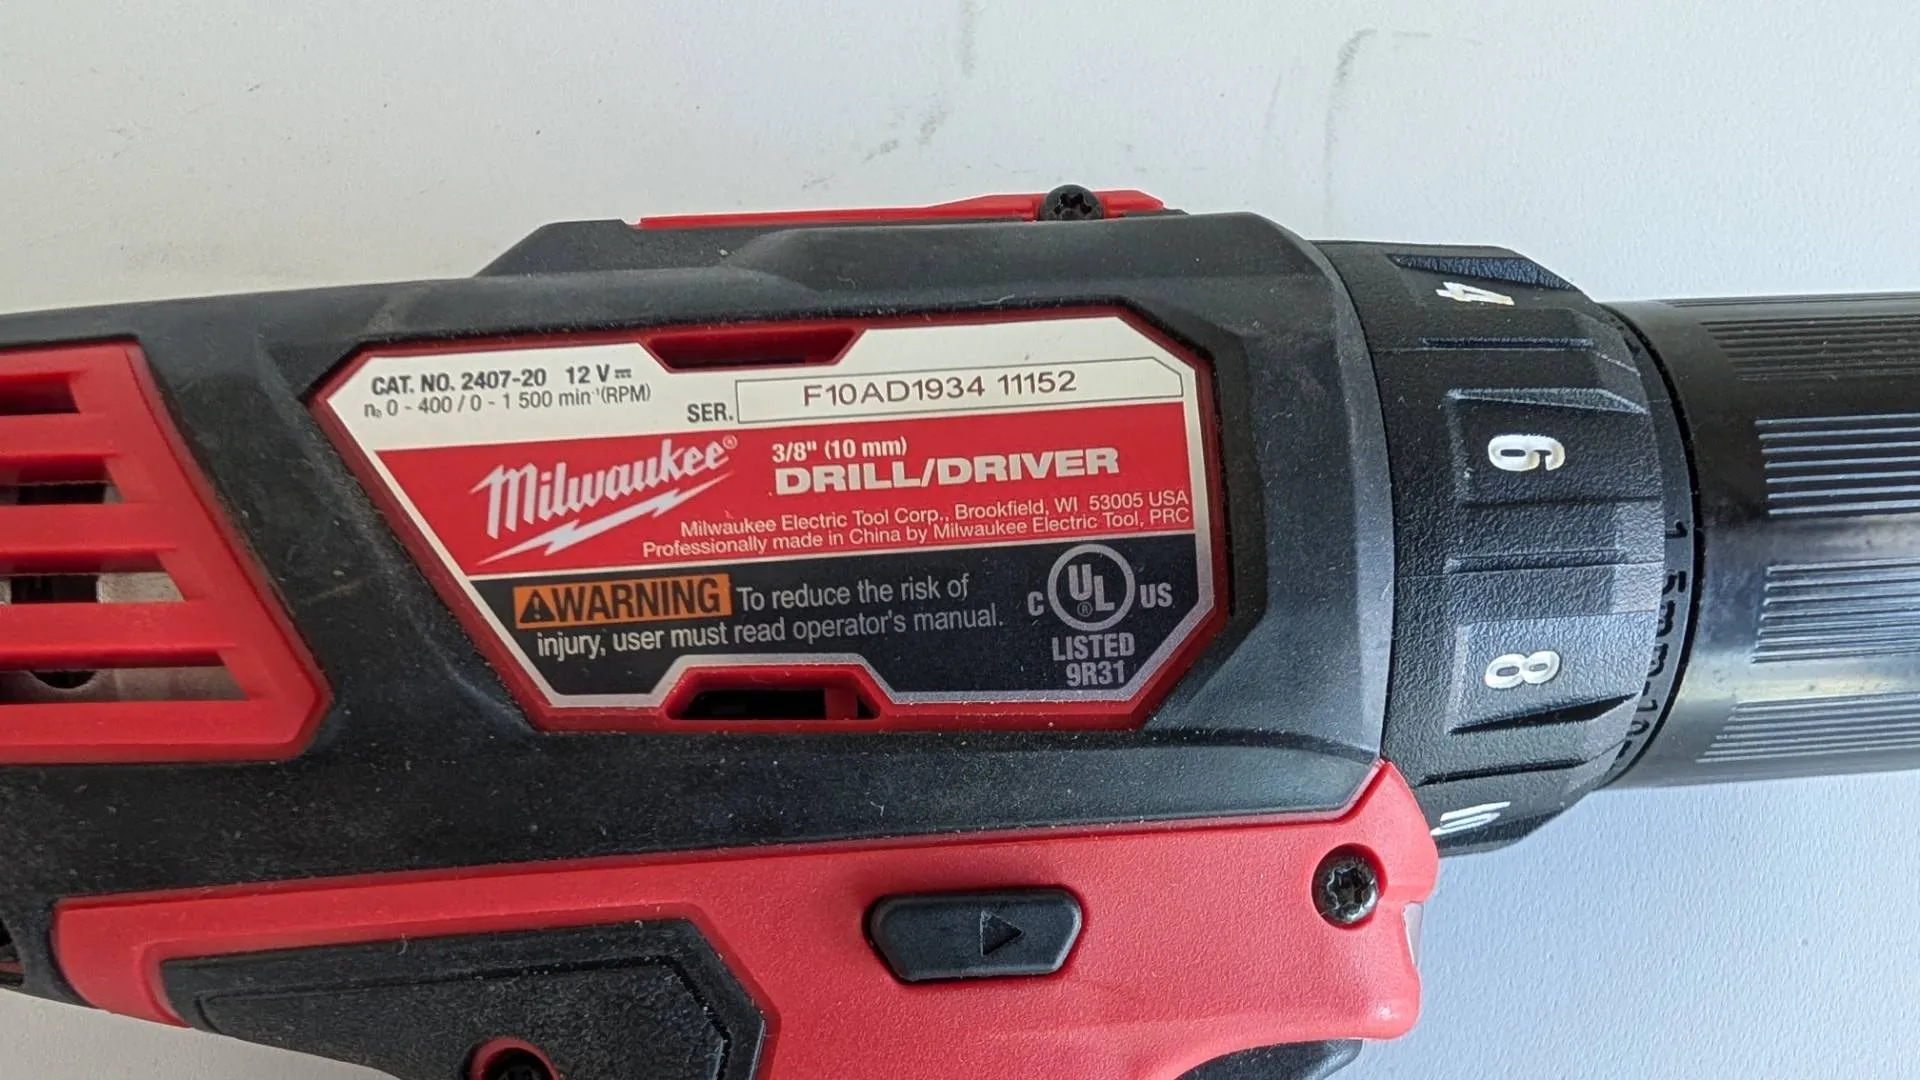 CAT. NO. 2407-20 12 V⎓
n₀ 0 - 400 / 0 - 1 500 min⁻¹(RPM)
SER. F10AD1934 11152
Milwaukee®
3/8" (10 mm)
DRILL/DRIVER
Milwaukee Electric Tool Corp., Brookfield, WI 53005 USA
Professionally made in China by Milwaukee Electric Tool, PRC
⚠WARNING To reduce the risk of
injury, user must read operator's manual.
C UL® US
LISTED
9R31
4
6
8